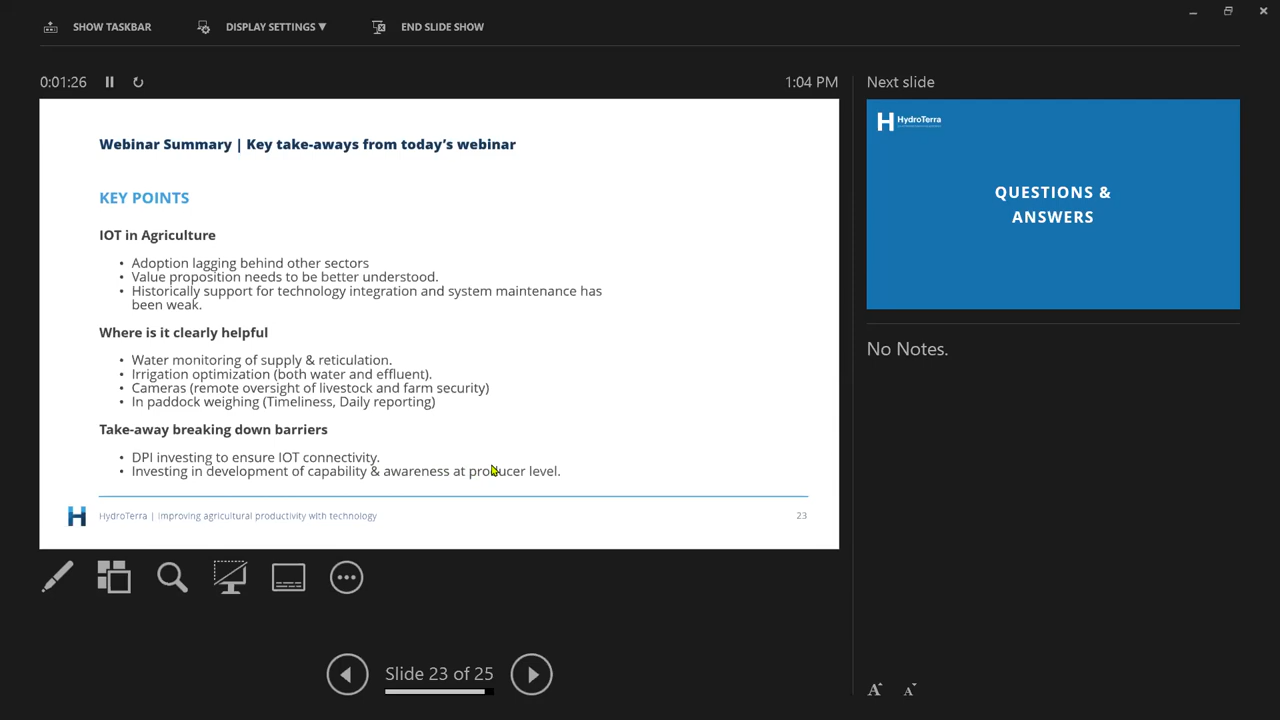 SHOW TASKBAR
DISPLAY SETTINGS ▼
END SLIDE SHOW
0:01:26
1:04 PM
Webinar Summary | Key take-aways from today's webinar
KEY POINTS
IOT in Agriculture
• Adoption lagging behind other sectors
• Value proposition needs to be better understood.
• Historically support for technology integration and system maintenance has
been weak.
Where is it clearly helpful
• Water monitoring of supply & reticulation.
• Irrigation optimization (both water and effluent).
• Cameras (remote oversight of livestock and farm security)
• In paddock weighing (Timeliness, Daily reporting)
Take-away breaking down barriers
• DPI investing to ensure IOT connectivity.
• Investing in development of capability & awareness at producer level.
HydroTerra | Improving agricultural productivity with technology
23
Slide 23 of 25
Next slide
HydroTerra
QUESTIONS &
ANSWERS
No Notes.
A A